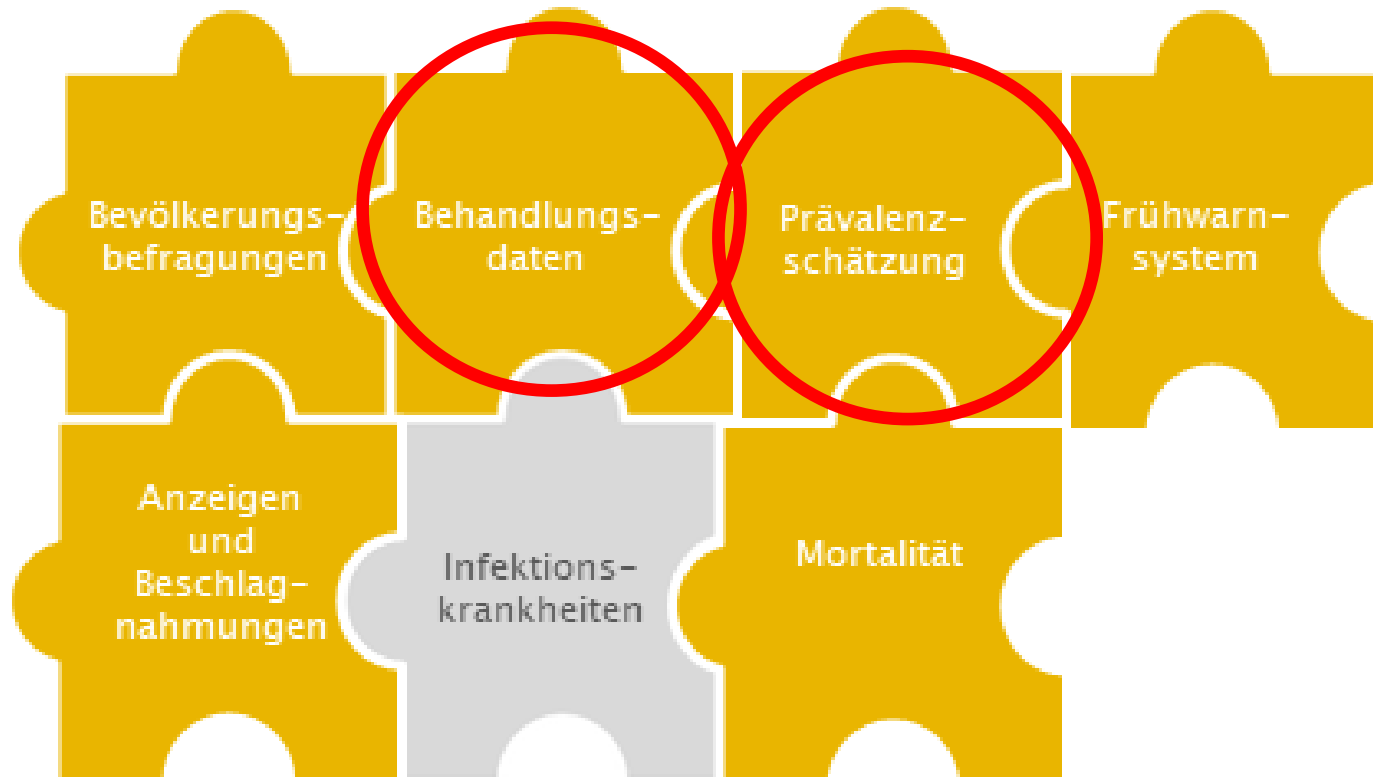 Bevölkerungs-
befragungen
Behandlungs-
daten
Prävalenz-
schätzung
Frühwarn-
system
Anzeigen
und
Beschlag-
nahmungen
Infektions-
krankheiten
Mortalität